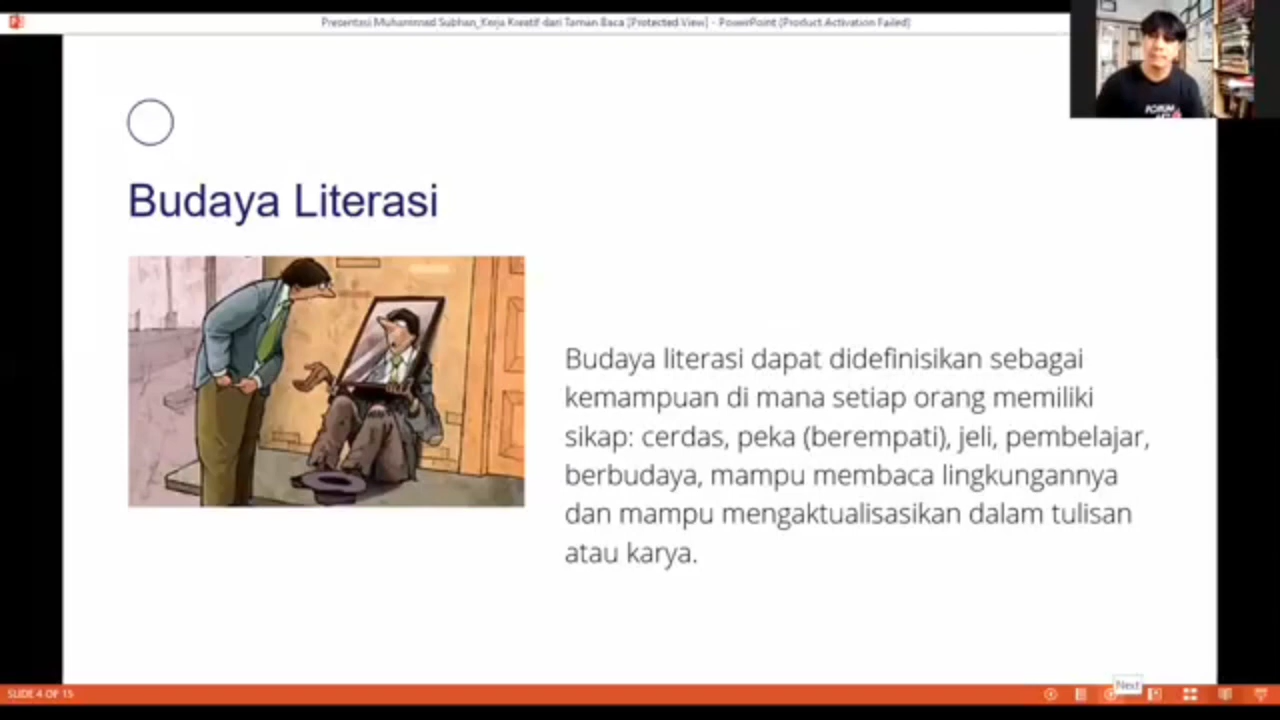 Presentasi Muhammad Subhan_Kerja Kreatif dari Taman Baca [Protected View] - PowerPoint (Product Activation Failed)
FORUM
Budaya Literasi
Budaya literasi dapat didefinisikan sebagai
kemampuan di mana setiap orang memiliki
sikap: cerdas, peka (berempati), jeli, pembelajar,
berbudaya, mampu membaca lingkungannya
dan mampu mengaktualisasikan dalam tulisan
atau karya.
Next
SLIDE 4 OF 15